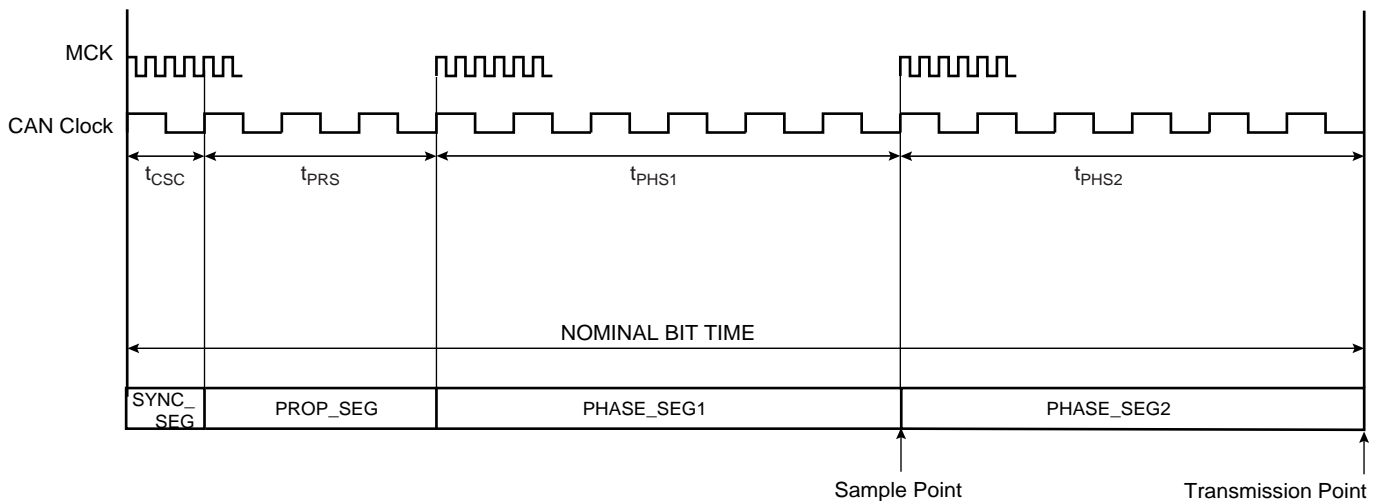 MCK
CAN Clock
tCSC
tPRS
tPHS1
tPHS2
NOMINAL BIT TIME
SYNC_
SEG
PROP_SEG
PHASE_SEG1
PHASE_SEG2
Sample Point
Transmission Point